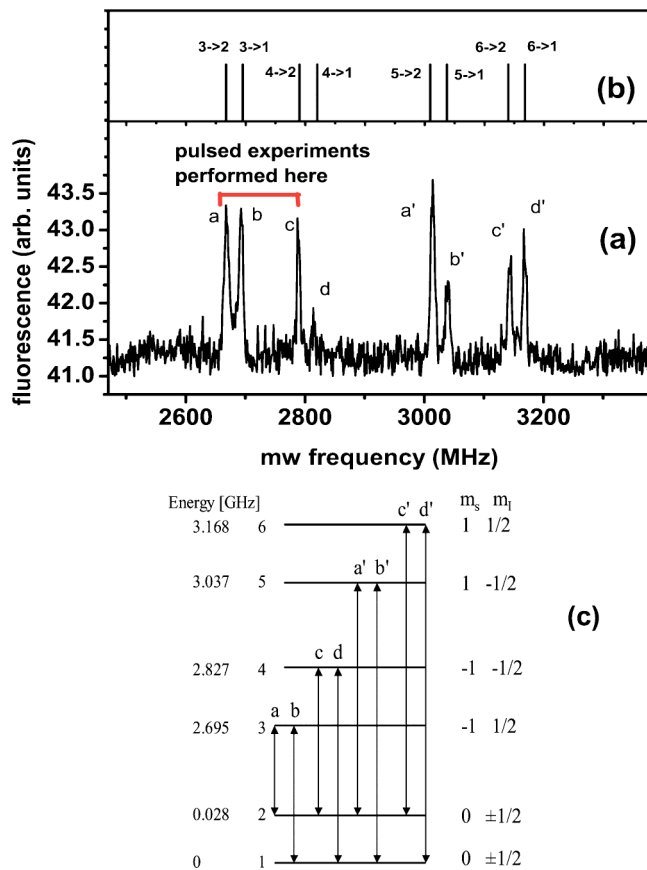 3->2 3->1 4->2 4->1 5->2 5->1 6->2 6->1
(b)
pulsed experiments
performed here
a b c d a' b' c' d'
(a)
43.5
43.0
42.5
42.0
41.5
41.0
fluorescence (arb. units)
2600 2800 3000 3200
mw frequency (MHz)
Energy [GHz] c' d' mₛ m_I
3.168 6 1 1/2
a' b'
3.037 5 1 -1/2
(c)
c d
2.827 4 -1 -1/2
a b
2.695 3 -1 1/2
0.028 2 0 ±1/2
0 1 0 ±1/2